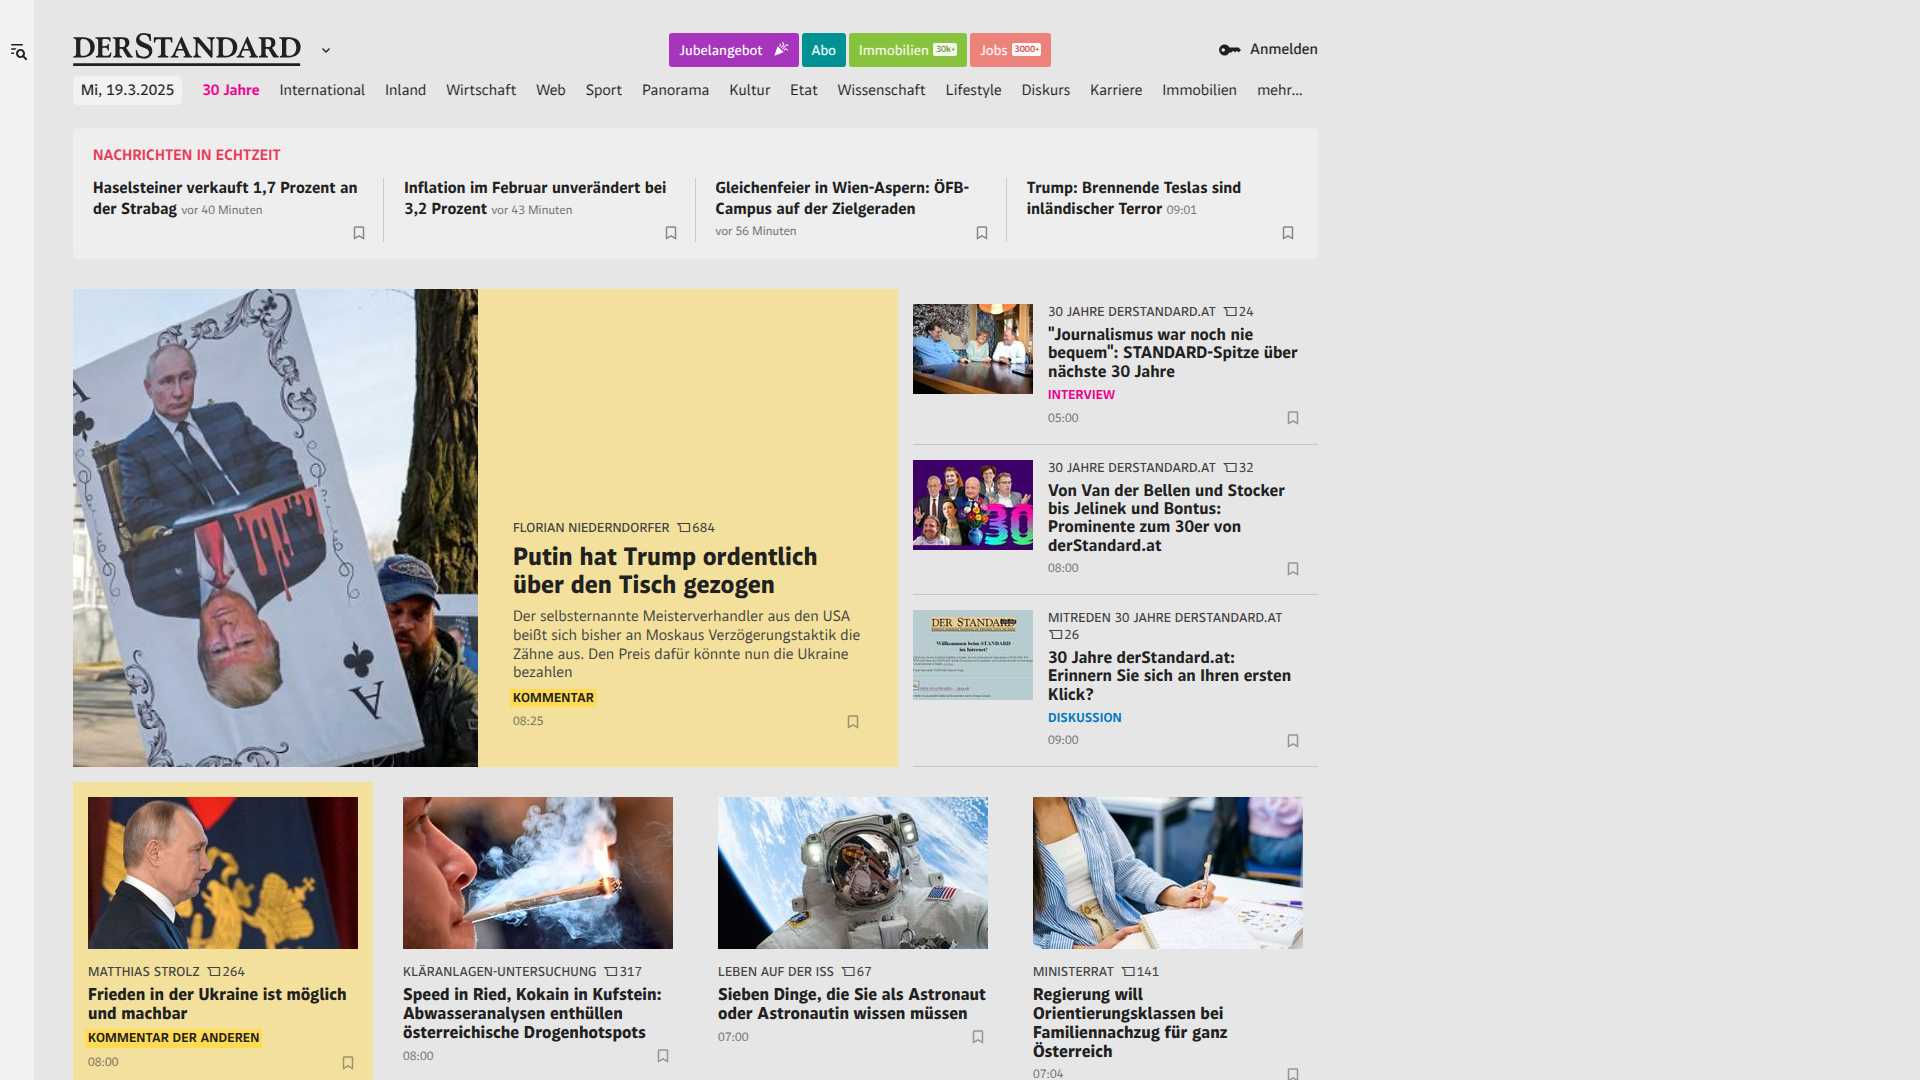 DERSTANDARD
Jubelangebot
Abo
Immobilien 30k+
Jobs 3000+
Anmelden
Mi, 19.3.2025
30 Jahre
International
Inland
Wirtschaft
Web
Sport
Panorama
Kultur
Etat
Wissenschaft
Lifestyle
Diskurs
Karriere
Immobilien
mehr...
NACHRICHTEN IN ECHTZEIT
Haselsteiner verkauft 1,7 Prozent an
der Strabag vor 40 Minuten
Inflation im Februar unverändert bei
3,2 Prozent vor 43 Minuten
Gleichenfeier in Wien-Aspern: ÖFB-
Campus auf der Zielgeraden
vor 56 Minuten
Trump: Brennende Teslas sind
inländischer Terror 09:01
A
A
FLORIAN NIEDERNDORFER 684
Putin hat Trump ordentlich
über den Tisch gezogen
Der selbsternannte Meisterverhandler aus den USA
beißt sich bisher an Moskaus Verzögerungstaktik die
Zähne aus. Den Preis dafür könnte nun die Ukraine
bezahlen
KOMMENTAR
08:25
30 JAHRE DERSTANDARD.AT 24
"Journalismus war noch nie
bequem": STANDARD-Spitze über
nächste 30 Jahre
INTERVIEW
05:00
30
30 JAHRE DERSTANDARD.AT 32
Von Van der Bellen und Stocker
bis Jelinek und Bontus:
Prominente zum 30er von
derStandard.at
08:00
DER STANDARD
Willkommen beim STANDARD
im Internet!
MITREDEN 30 JAHRE DERSTANDARD.AT
26
30 Jahre derStandard.at:
Erinnern Sie sich an Ihren ersten
Klick?
DISKUSSION
09:00
MATTHIAS STROLZ 264
Frieden in der Ukraine ist möglich
und machbar
KOMMENTAR DER ANDEREN
08:00
KLÄRANLAGEN-UNTERSUCHUNG 317
Speed in Ried, Kokain in Kufstein:
Abwasseranalysen enthüllen
österreichische Drogenhotspots
08:00
LEBEN AUF DER ISS 67
Sieben Dinge, die Sie als Astronaut
oder Astronautin wissen müssen
07:00
MINISTERRAT 141
Regierung will
Orientierungsklassen bei
Familiennachzug für ganz
Österreich
07:04